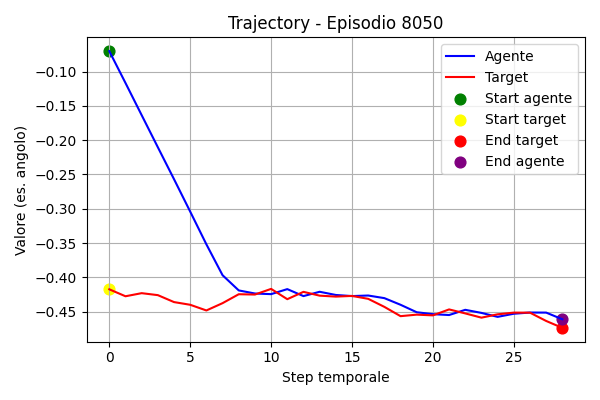 Trajectory - Episodio 8050
Valore (es. angolo)
−0.10
−0.15
−0.20
−0.25
−0.30
−0.35
−0.40
−0.45
Agente
Target
Start agente
Start target
End target
End agente
0
5
10
15
20
25
Step temporale